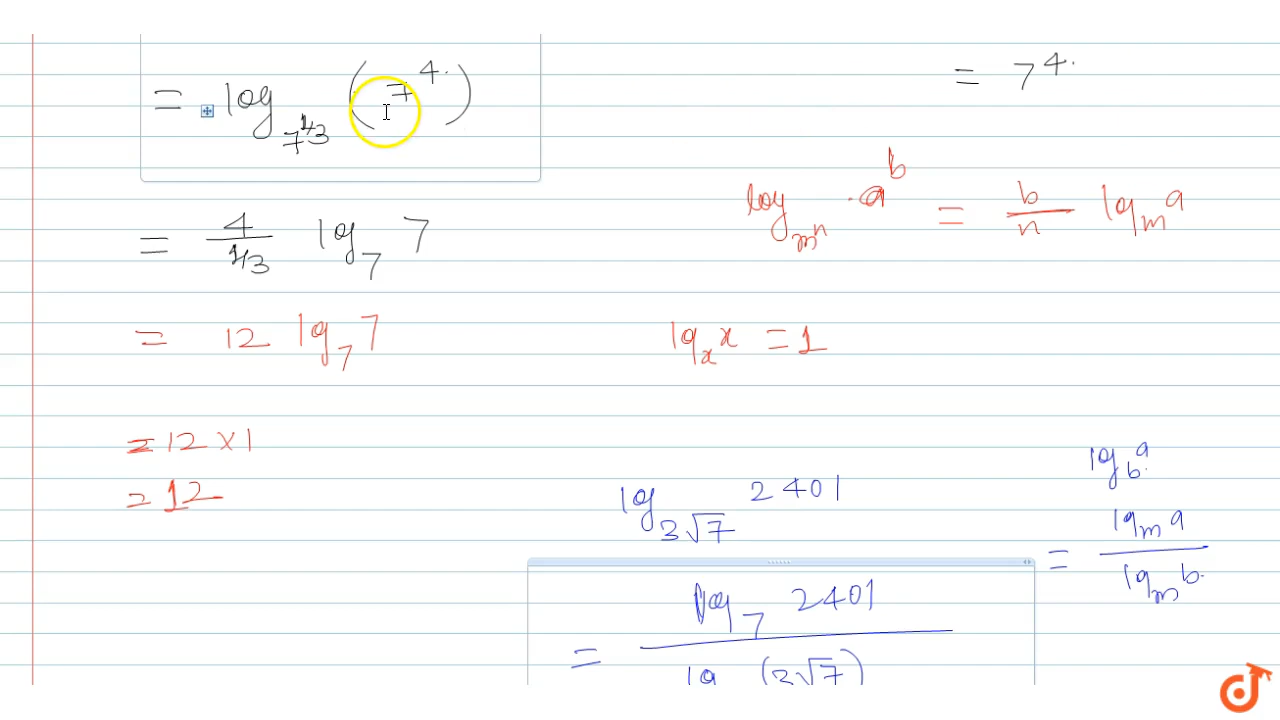 = log_{7^{1/3}} (7^4)
= 7^4.
log_{m^n} a^b = b/n log_m a
= 4/(1/3) log_7 7
= 12 log_7 7
log_x x = 1
= 12 × 1
= 12
log_{3√7} 2401
log_b a
= log_m a / log_m b
= log_7 2401 / log (3√7)